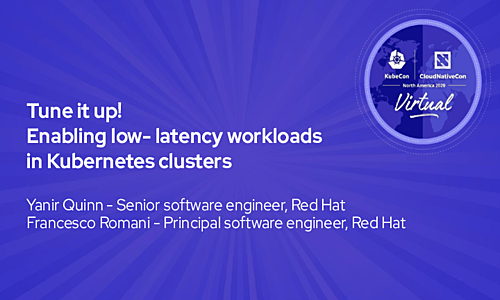 KubeCon CloudNativeCon
North America 2020
Virtual
Tune it up!
Enabling low- latency workloads
in Kubernetes clusters
Yanir Quinn - Senior software engineer, Red Hat
Francesco Romani - Principal software engineer, Red Hat